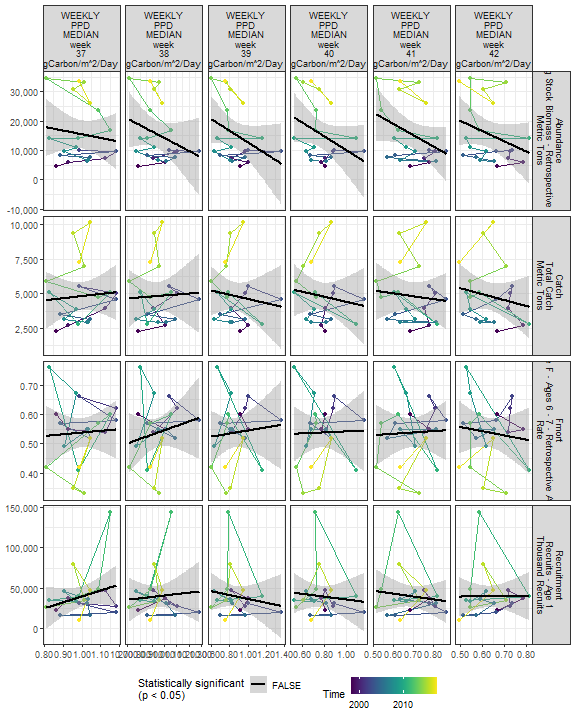 WEEKLY PPD MEDIAN week 37 gCarbon/m^2/Day
WEEKLY PPD MEDIAN week 38 gCarbon/m^2/Day
WEEKLY PPD MEDIAN week 39 gCarbon/m^2/Day
WEEKLY PPD MEDIAN week 40 gCarbon/m^2/Day
WEEKLY PPD MEDIAN week 41 gCarbon/m^2/Day
WEEKLY PPD MEDIAN week 42 gCarbon/m^2/Day
30,000
20,000
10,000
0
-10,000
Abundance
Stock Biomass - Retrospective
Metric Tons
10,000
7,500
5,000
2,500
Catch
Total Catch
Metric Tons
0.70
0.60
0.50
0.40
Fmort
F - Ages 6 - 7 - Retrospective A
Rate
150,000
100,000
50,000
0
Recruitment
Recruits - Age 1
Thousand Recruits
0.80 0.90 1.00 1.10
0.80 1.00 1.20 1.40
0.60 0.80 1.00
0.50 0.60 0.70 0.80
0.50 0.60 0.70 0.80
Statistically significant
(p < 0.05)
FALSE
Time
2000 2010